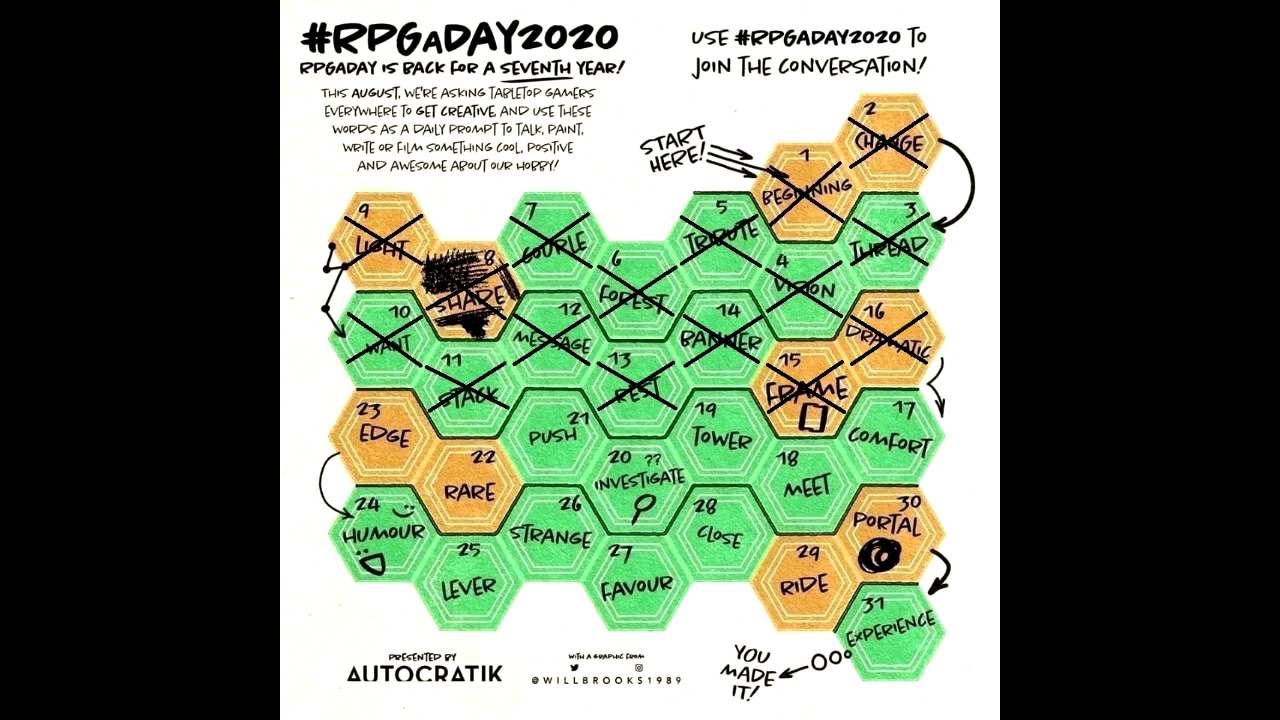 #RPGaDAY2020
RPGADAY IS BACK FOR A SEVENTH YEAR!
THIS AUGUST, WE'RE ASKING TABLETOP GAMERS
EVERYWHERE TO GET CREATIVE, AND USE THESE
WORDS AS A DAILY PROMPT TO TALK, PAINT,
WRITE OR FILM SOMETHING COOL, POSITIVE
AND AWESOME ABOUT OUR HOBBY!
USE #RPGADAY2020 TO
JOIN THE CONVERSATION!
START
HERE!
1
BEGINNING
2
CHANGE
3
THREAD
4
VISION
5
TRIBUTE
6
FOREST
7
COUPLE
8
SHADE
9
LIGHT
10
WANT
11
STACK
12
MESSAGE
13
REST
14
BANNER
15
FRAME
16
DRAMATIC
17
COMFORT
18
MEET
19
TOWER
20 ??
INVESTIGATE
21
PUSH
22
RARE
23
EDGE
24
HUMOUR
25
LEVER
26
STRANGE
27
FAVOUR
28
CLOSE
29
RIDE
30
PORTAL
31
EXPERIENCE
YOU
MADE
IT!
PRESENTED BY
AUTOCRATIK
WITH A GRAPHIC FROM
@WILLBROOKS1989